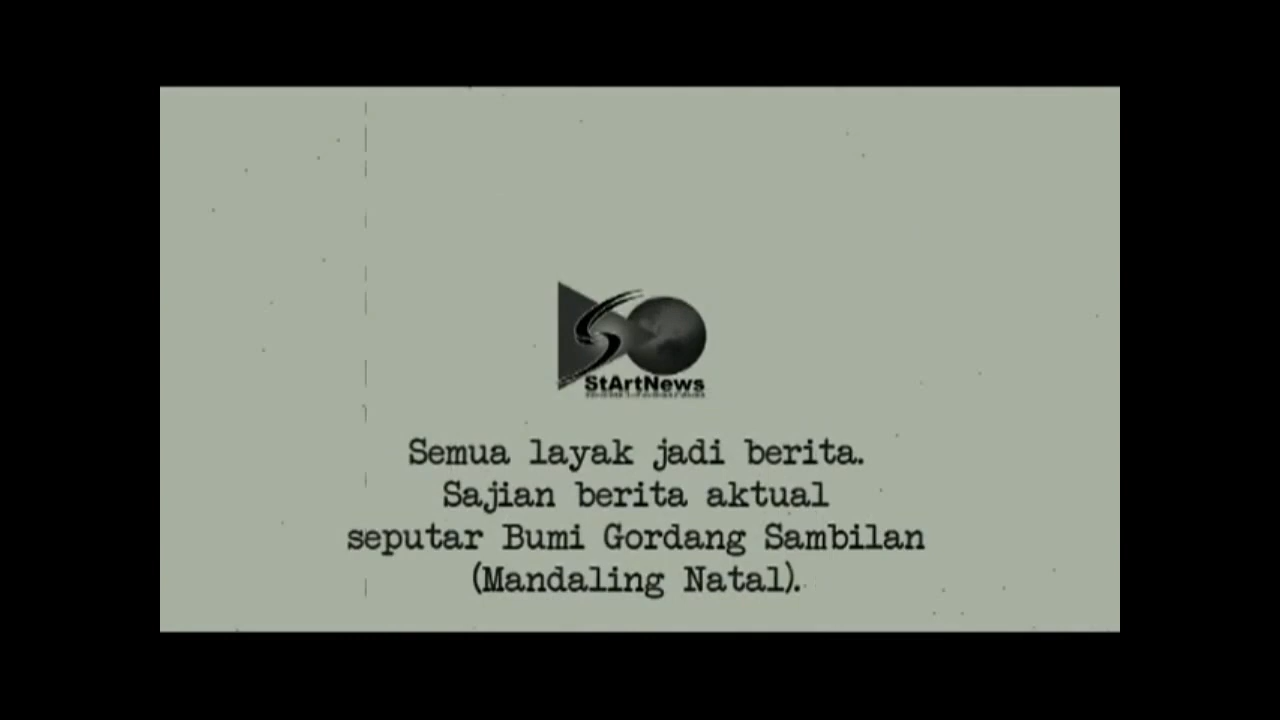 StArtNews
Semua layak jadi berita.
Sajian berita aktual
seputar Bumi Gordang Sambilan
(Mandaling Natal).